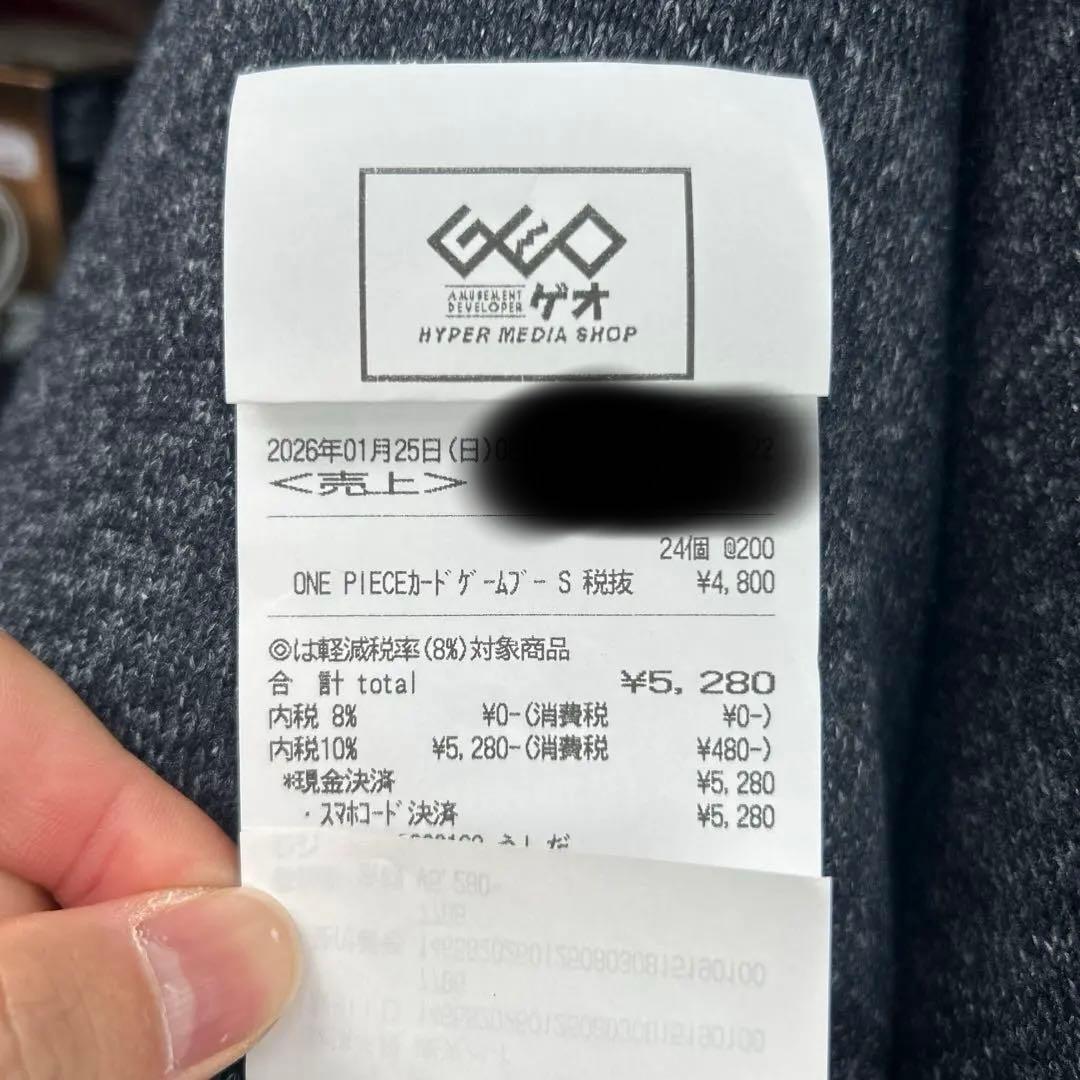 GEO
AMUSEMENT
DEVELOPER ゲオ
HYPER MEDIA SHOP
2026年01月25日(日)
<売上>
24個 @200
ONE PIECEカードゲームブー S 税抜 ¥4,800
◎は軽減税率(8%)対象商品
合 計 total ¥5,280
内税 8% ¥0-(消費税 ¥0-)
内税10% ¥5,280-(消費税 ¥480-)
*現金決済 ¥5,280
・スマホコード決済 ¥5,280